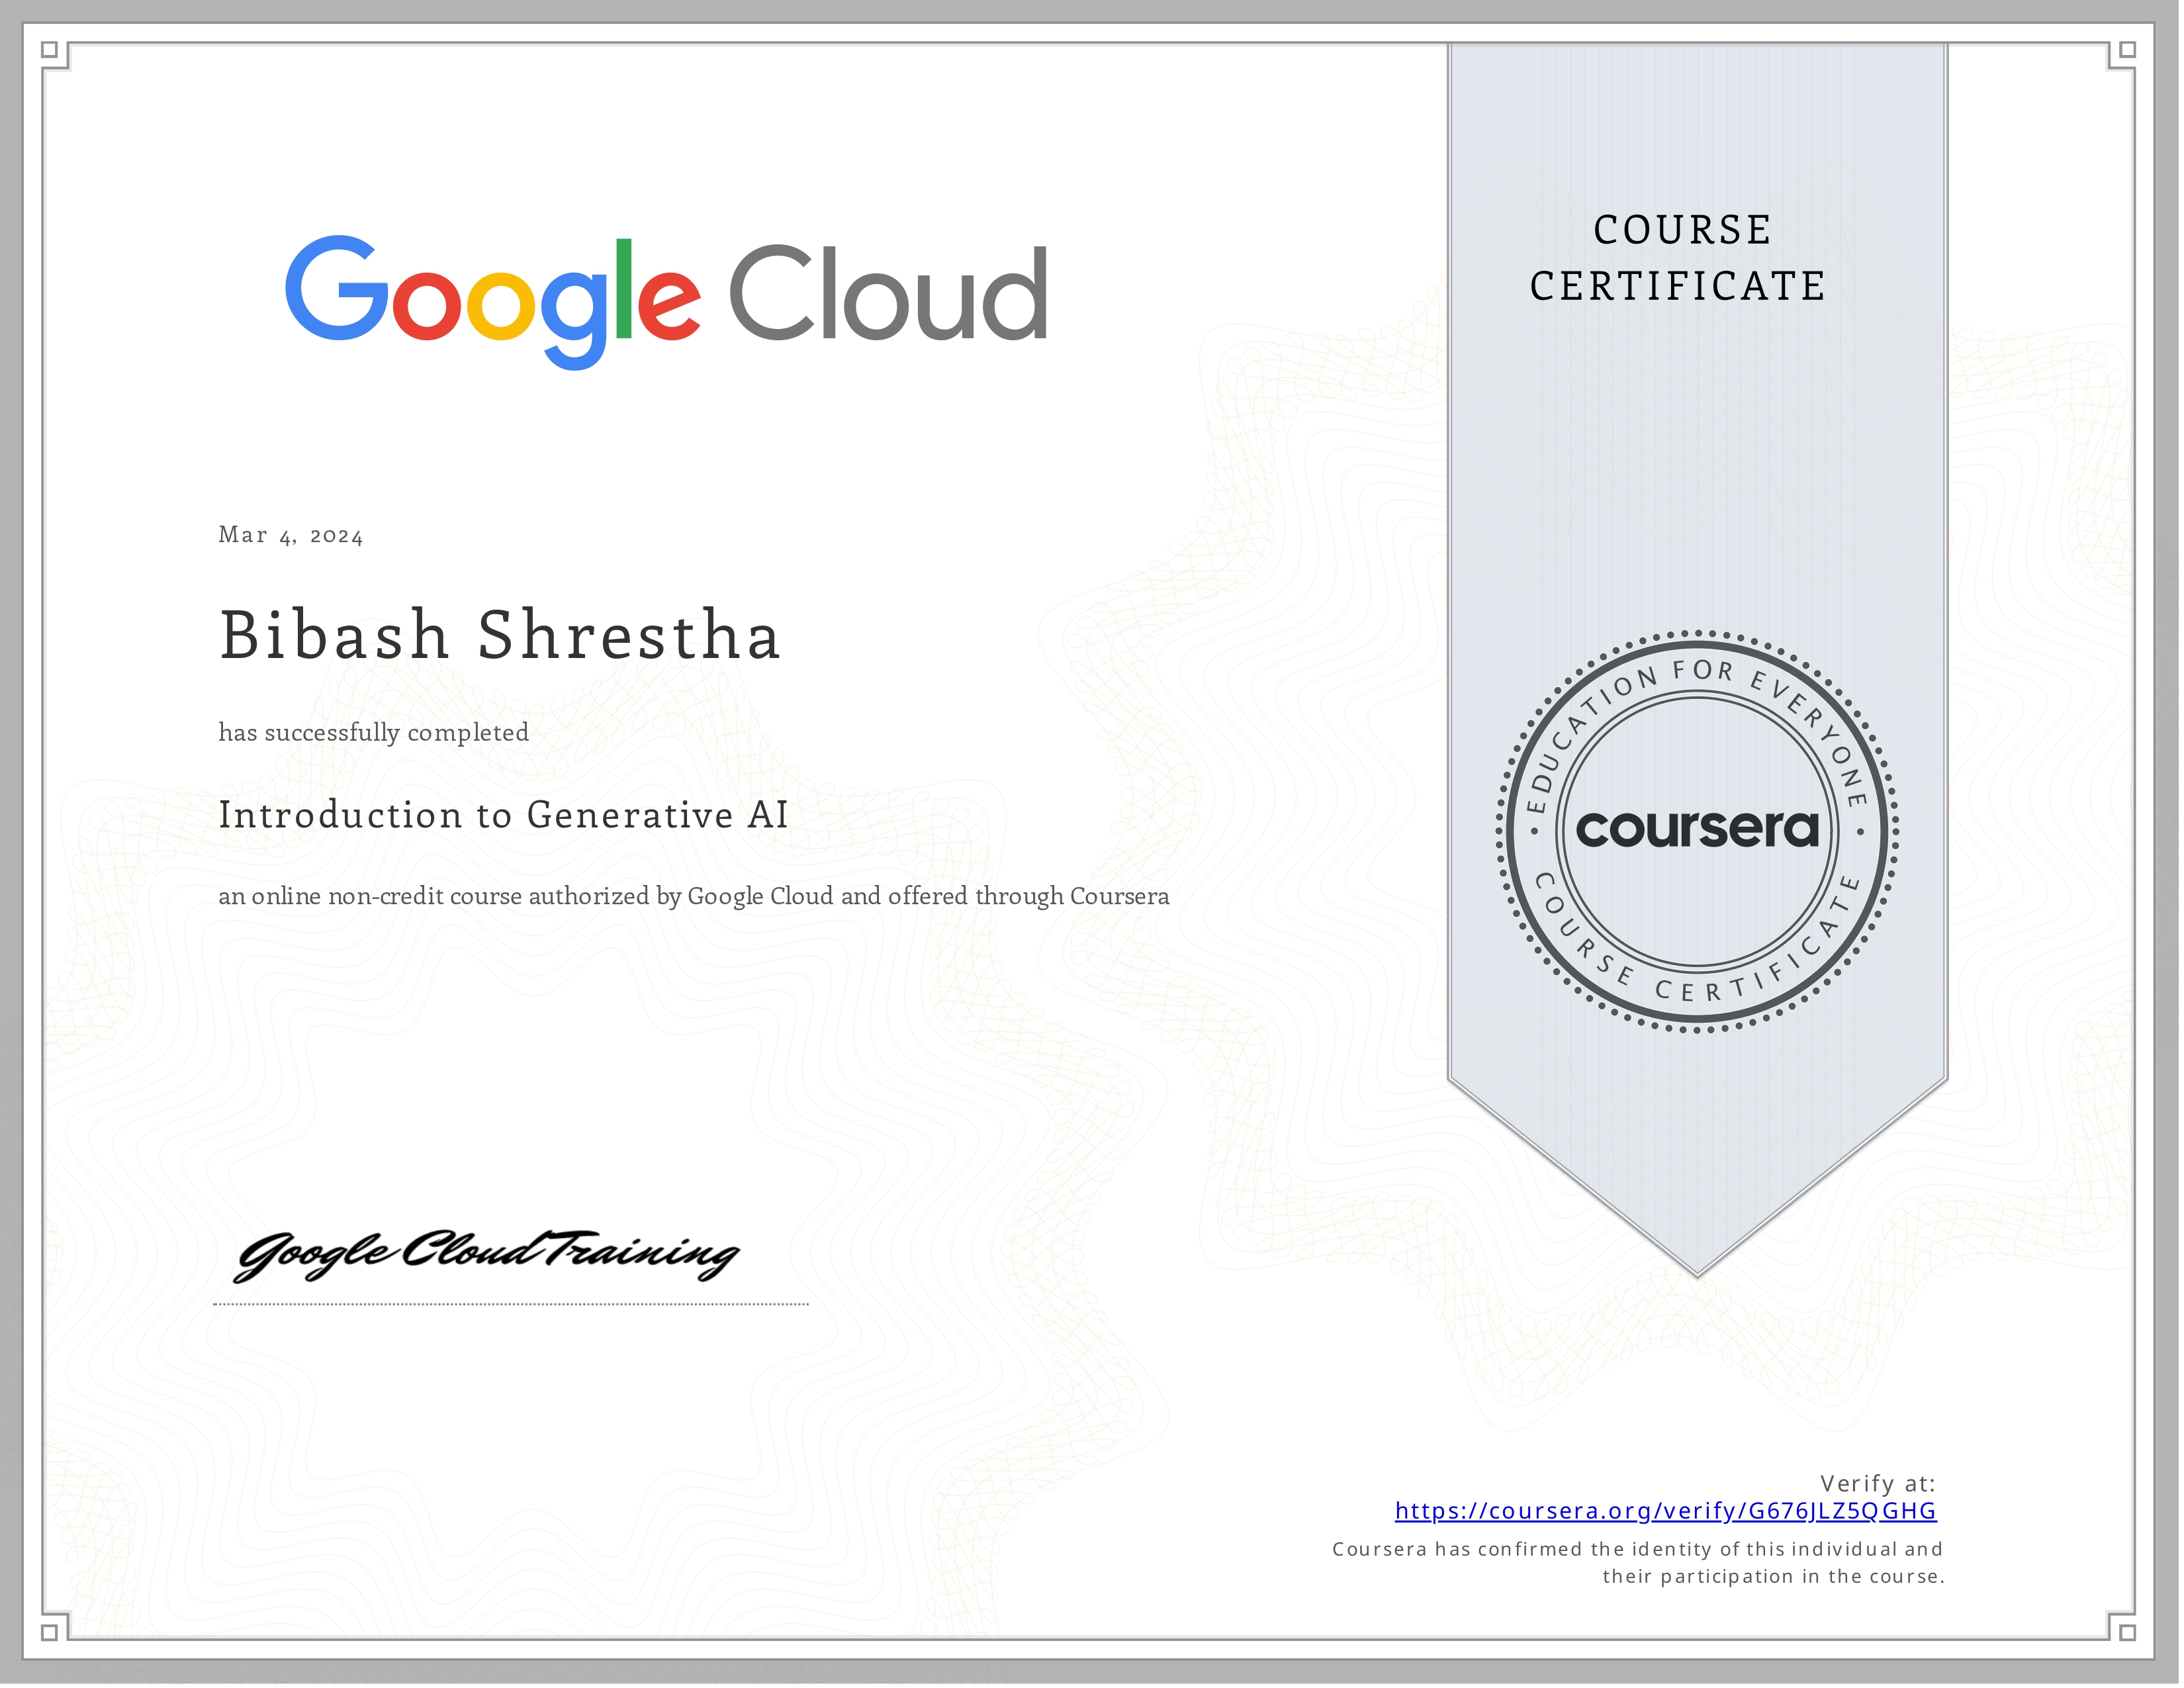 Google Cloud
COURSE
CERTIFICATE
Mar 4, 2024
Bibash Shrestha
has successfully completed
Introduction to Generative AI
an online non-credit course authorized by Google Cloud and offered through Coursera
EDUCATION FOR EVERYONE
coursera
COURSE CERTIFICATE
Google Cloud Training
Verify at:
https://coursera.org/verify/G676JLZ5QGHG
Coursera has confirmed the identity of this individual and
their participation in the course.